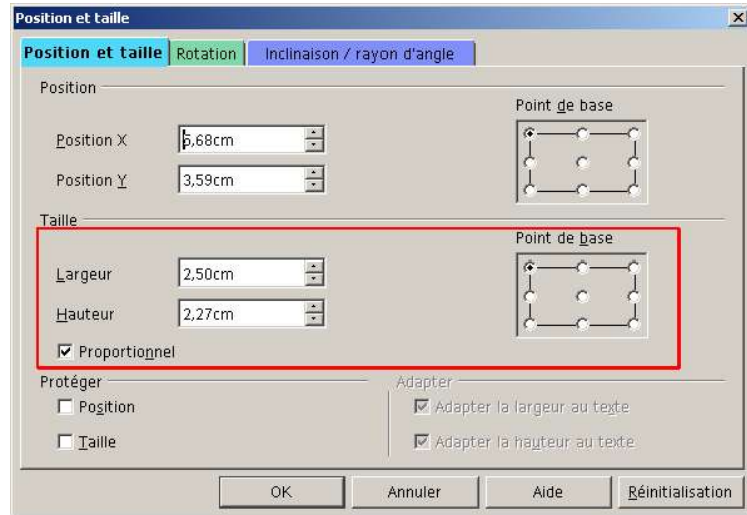 Position et taille
Position et taille Rotation Inclinaison / rayon d'angle
Position
Point de base
Position X 5,68cm
Position Y 3,59cm
Taille
Point de base
Largeur 2,50cm
Hauteur 2,27cm
Proportionnel
Protéger Adapter
Position Adapter la largeur au texte
Taille Adapter la hauteur au texte
OK Annuler Aide Réinitialisation